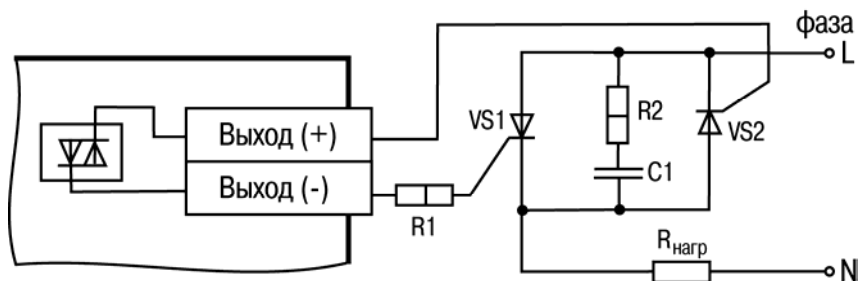 фаза
L
VS1
R2
VS2
Выход (+)
C1
Выход (-)
R1
Rнагр
N